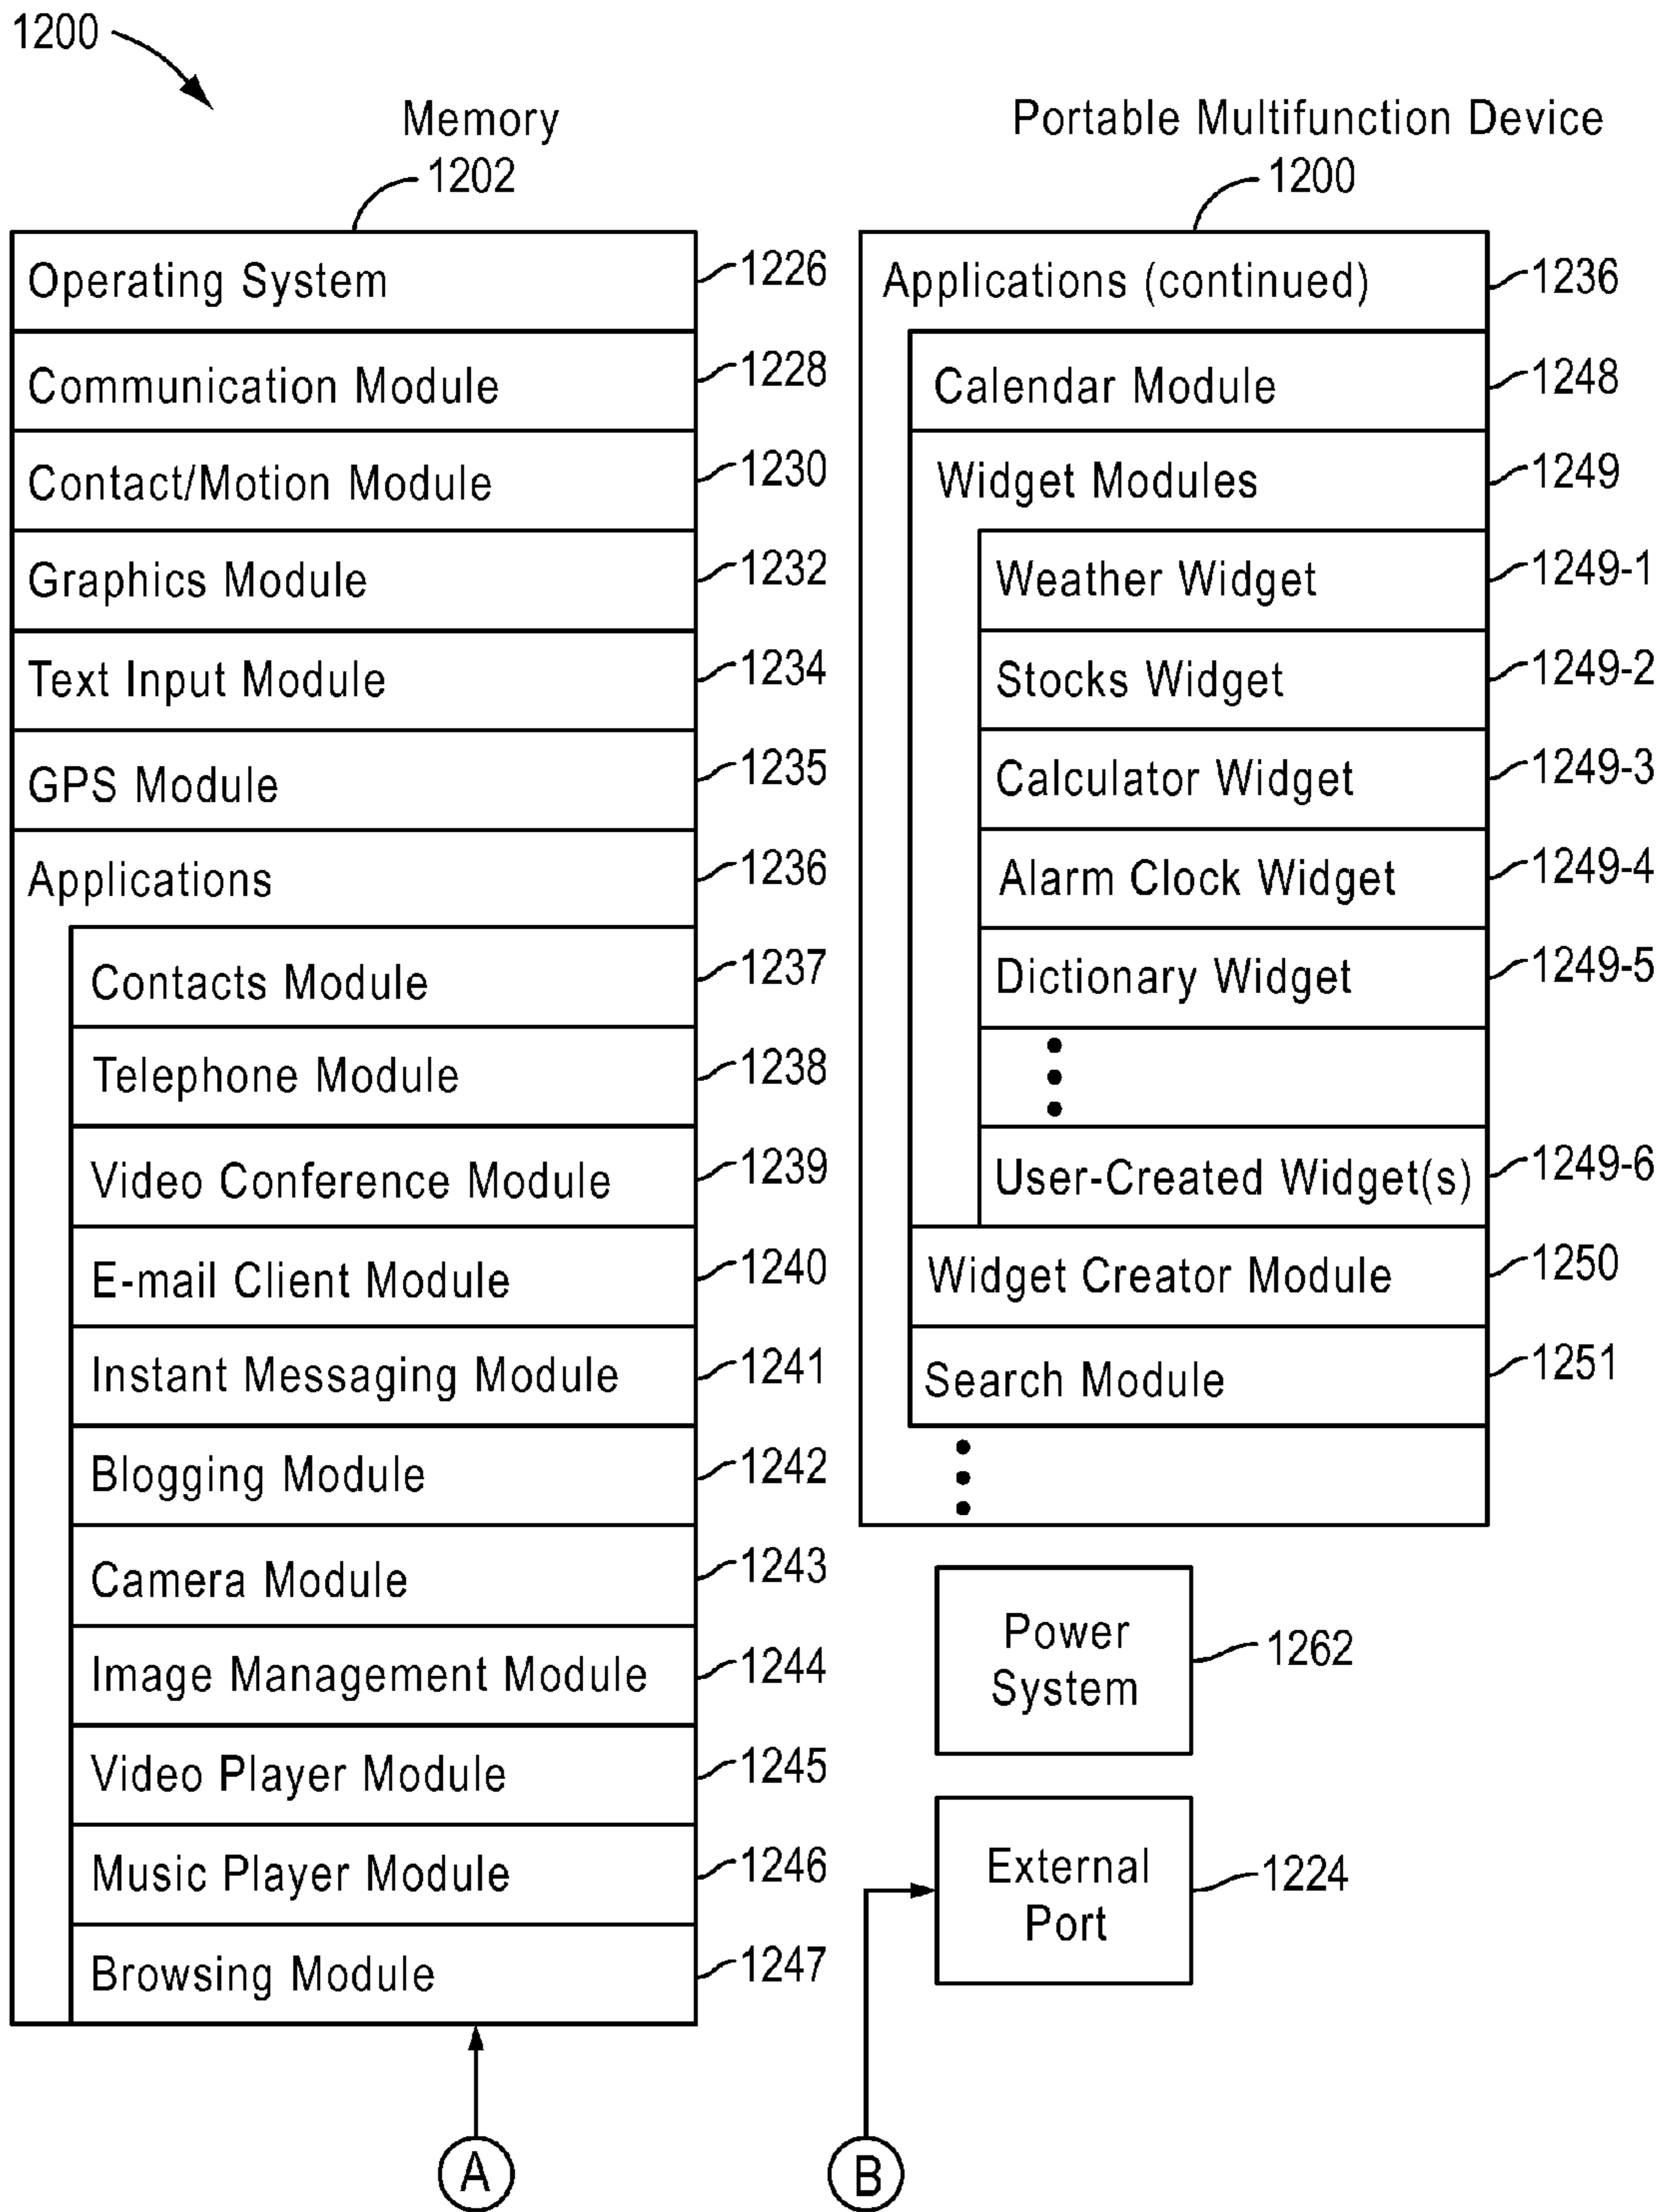 1200
Memory
1202
Operating System 1226
Communication Module 1228
Contact/Motion Module 1230
Graphics Module 1232
Text Input Module 1234
GPS Module 1235
Applications 1236
Contacts Module 1237
Telephone Module 1238
Video Conference Module 1239
E-mail Client Module 1240
Instant Messaging Module 1241
Blogging Module 1242
Camera Module 1243
Image Management Module 1244
Video Player Module 1245
Music Player Module 1246
Browsing Module 1247
A
Portable Multifunction Device
1200
Applications (continued) 1236
Calendar Module 1248
Widget Modules 1249
Weather Widget 1249-1
Stocks Widget 1249-2
Calculator Widget 1249-3
Alarm Clock Widget 1249-4
Dictionary Widget 1249-5
User-Created Widget(s) 1249-6
Widget Creator Module 1250
Search Module 1251
Power
System
1262
External
Port
1224
B